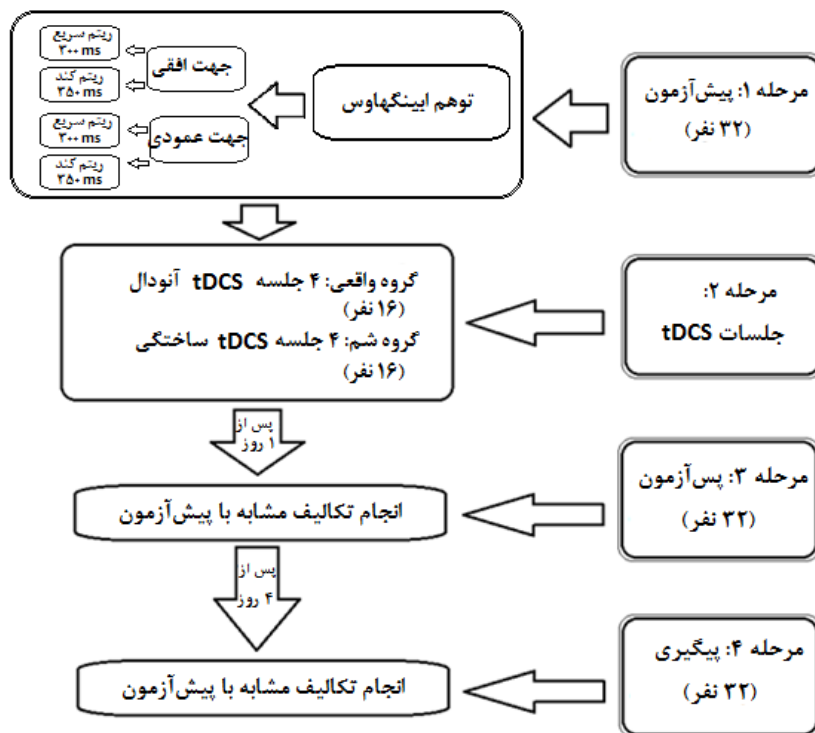 مرحله ۱: پیش‌آزمون
(۳۲ نفر)
توهم ابینگهاوس
جهت افقی
ریتم سریع
۳۰۰ ms
ریتم کند
۳۵۰ ms
جهت عمودی
ریتم سریع
۳۰۰ ms
ریتم کند
۳۵۰ ms
مرحله ۲:
جلسات tDCS
گروه واقعی: ۴ جلسه tDCS آنودال
(۱۶ نفر)
گروه شم: ۴ جلسه tDCS ساختگی
(۱۶ نفر)
پس از
۱ روز
مرحله ۳: پس‌آزمون
(۳۲ نفر)
انجام تکالیف مشابه با پیش‌آزمون
پس از
۴ روز
مرحله ۴: پیگیری
(۳۲ نفر)
انجام تکالیف مشابه با پیش‌آزمون